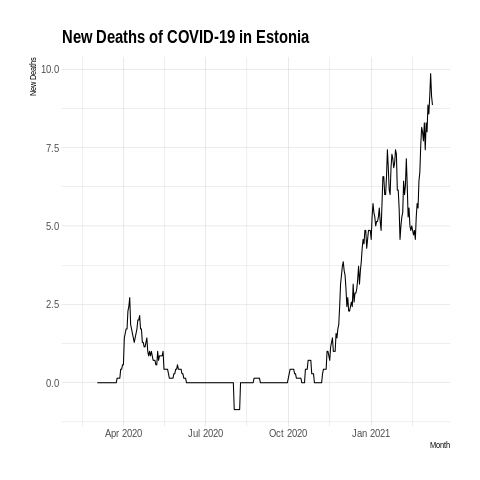 New Deaths of COVID-19 in Estonia
New Deaths
10.0
7.5
5.0
2.5
0.0
Apr 2020
Jul 2020
Oct 2020
Jan 2021
Month